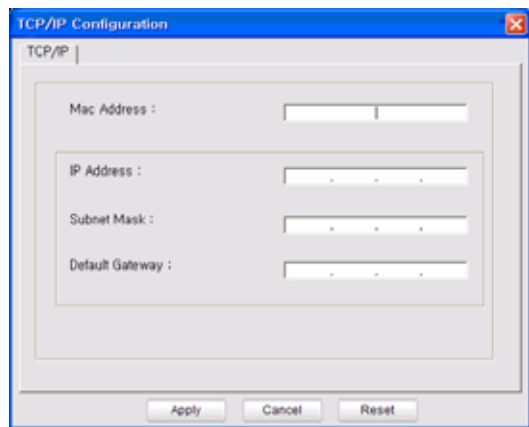 TCP/IP Configuration
TCP/IP
Mac Address :
IP Address :
. . .
Subnet Mask :
. . .
Default Gateway :
. . .
Apply Cancel Reset